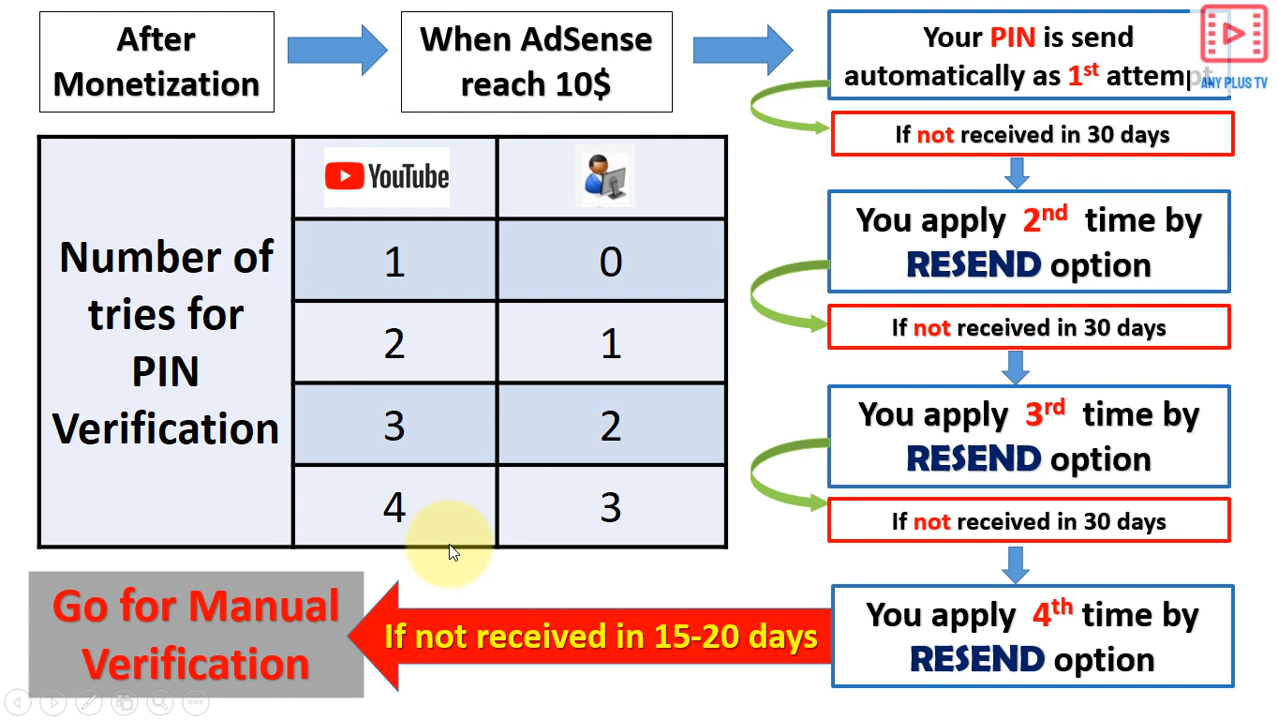 After
Monetization
When AdSense
reach 10$
Your PIN is send
automatically as 1st attempt
ANY PLUS TV
If not received in 30 days
You apply 2nd time by
RESEND option
If not received in 30 days
You apply 3rd time by
RESEND option
If not received in 30 days
You apply 4th time by
RESEND option
If not received in 15-20 days
Go for Manual
Verification
Number of
tries for
PIN
Verification
YouTube
1 0
2 1
3 2
4 3